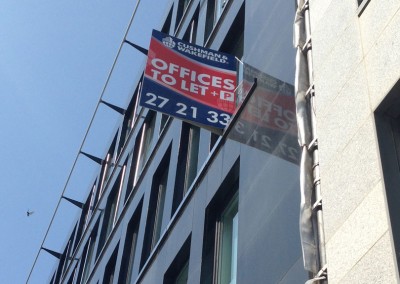 CUSHMAN &
WAKEFIELD
OFFICES
TO LET + P
27 21 33